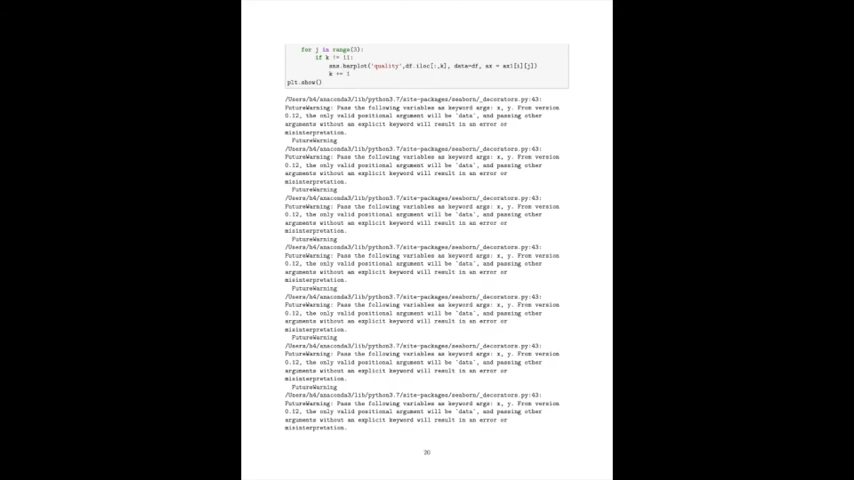 for j in range(3):
if k != 11:
sns.barplot('quality',df.iloc[:,k], data=df, ax = ax1[i][j])
k += 1
plt.show()
/Users/h4/anaconda3/lib/python3.7/site-packages/seaborn/_decorators.py:43:
FutureWarning: Pass the following variables as keyword args: x, y. From version
0.12, the only valid positional argument will be `data`, and passing other
arguments without an explicit keyword will result in an error or
misinterpretation.
FutureWarning
/Users/h4/anaconda3/lib/python3.7/site-packages/seaborn/_decorators.py:43:
FutureWarning: Pass the following variables as keyword args: x, y. From version
0.12, the only valid positional argument will be `data`, and passing other
arguments without an explicit keyword will result in an error or
misinterpretation.
FutureWarning
/Users/h4/anaconda3/lib/python3.7/site-packages/seaborn/_decorators.py:43:
FutureWarning: Pass the following variables as keyword args: x, y. From version
0.12, the only valid positional argument will be `data`, and passing other
arguments without an explicit keyword will result in an error or
misinterpretation.
FutureWarning
/Users/h4/anaconda3/lib/python3.7/site-packages/seaborn/_decorators.py:43:
FutureWarning: Pass the following variables as keyword args: x, y. From version
0.12, the only valid positional argument will be `data`, and passing other
arguments without an explicit keyword will result in an error or
misinterpretation.
FutureWarning
/Users/h4/anaconda3/lib/python3.7/site-packages/seaborn/_decorators.py:43:
FutureWarning: Pass the following variables as keyword args: x, y. From version
0.12, the only valid positional argument will be `data`, and passing other
arguments without an explicit keyword will result in an error or
misinterpretation.
FutureWarning
/Users/h4/anaconda3/lib/python3.7/site-packages/seaborn/_decorators.py:43:
FutureWarning: Pass the following variables as keyword args: x, y. From version
0.12, the only valid positional argument will be `data`, and passing other
arguments without an explicit keyword will result in an error or
misinterpretation.
FutureWarning
/Users/h4/anaconda3/lib/python3.7/site-packages/seaborn/_decorators.py:43:
FutureWarning: Pass the following variables as keyword args: x, y. From version
0.12, the only valid positional argument will be `data`, and passing other
arguments without an explicit keyword will result in an error or
misinterpretation.
20